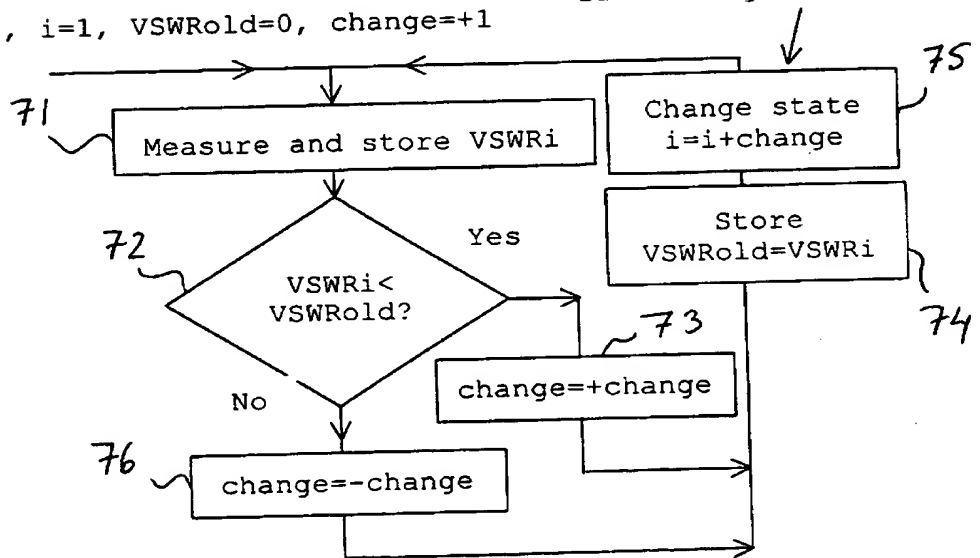 , i=1, VSWRold=0, change=+1
75
71
Change state
i=i+change
Measure and store VSWRi
Store
VSWRold=VSWRi
72
Yes
VSWRi<
VSWRold?
73
74
change=+change
No
76
change=-change